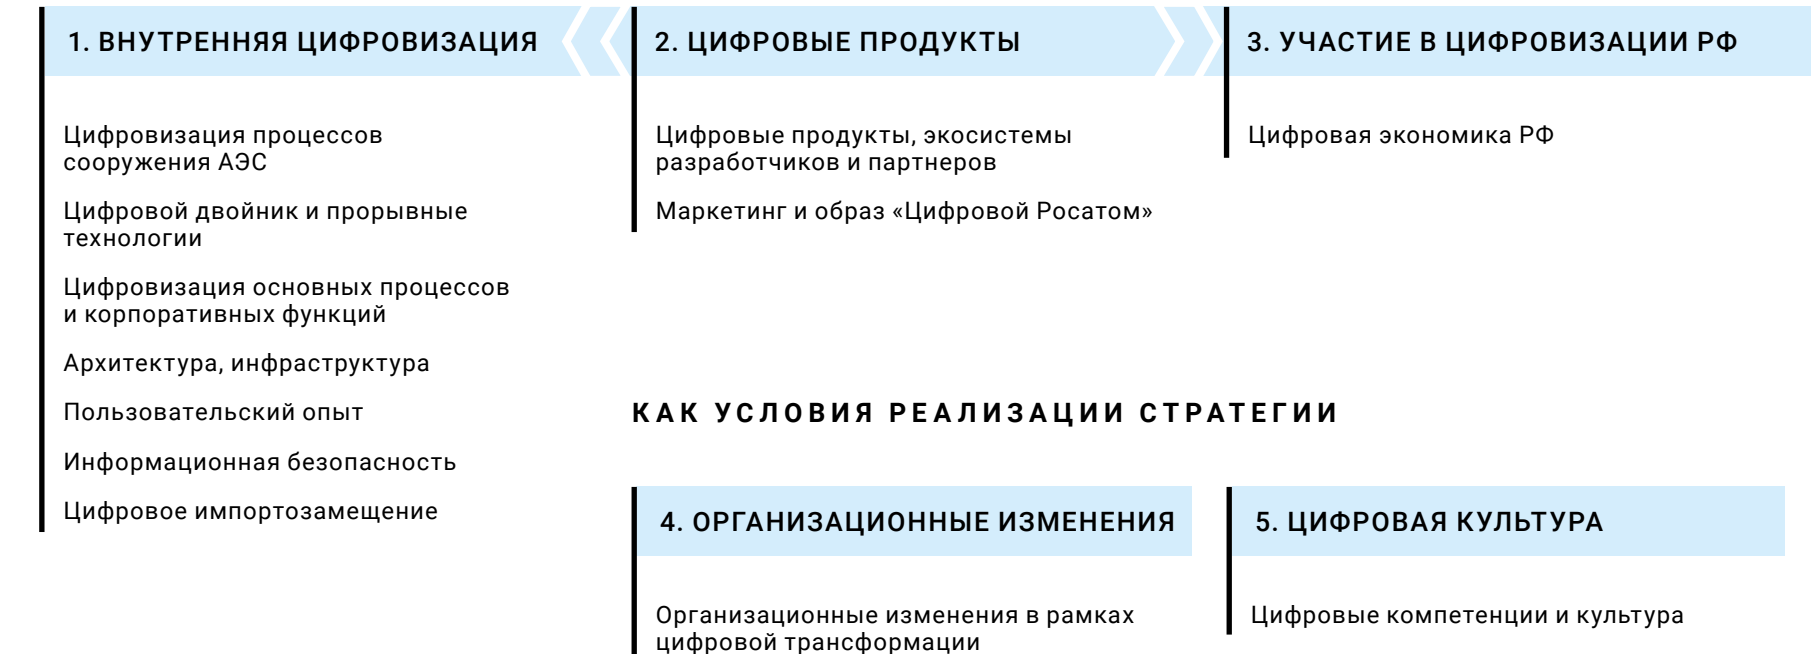 1. ВНУТРЕННЯЯ ЦИФРОВИЗАЦИЯ
Цифровизация процессов
сооружения АЭС
Цифровой двойник и прорывные
технологии
Цифровизация основных процессов
и корпоративных функций
Архитектура, инфраструктура
Пользовательский опыт
Информационная безопасность
Цифровое импортозамещение
2. ЦИФРОВЫЕ ПРОДУКТЫ
Цифровые продукты, экосистемы
разработчиков и партнеров
Маркетинг и образ «Цифровой Росатом»
3. УЧАСТИЕ В ЦИФРОВИЗАЦИИ РФ
Цифровая экономика РФ
КАК УСЛОВИЯ РЕАЛИЗАЦИИ СТРАТЕГИИ
4. ОРГАНИЗАЦИОННЫЕ ИЗМЕНЕНИЯ
Организационные изменения в рамках
цифровой трансформации
5. ЦИФРОВАЯ КУЛЬТУРА
Цифровые компетенции и культура